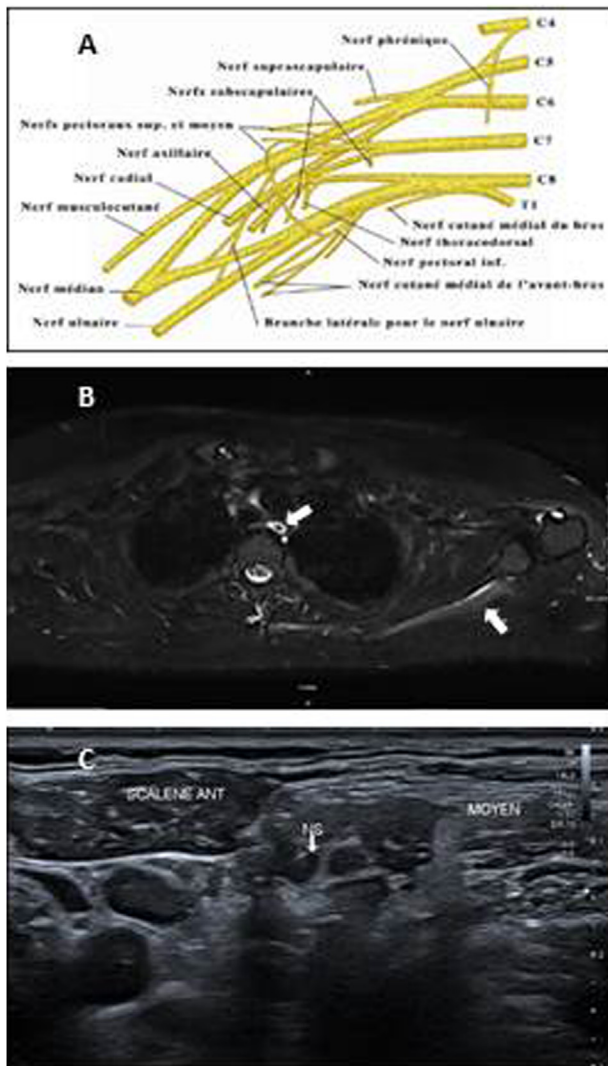 A
C4
Nerf phrénique
C5
Nerf suprascapulaire
Nerfs subscapulaires
C6
Nerfs pectoraux sup. et moyen
C7
Nerf axillaire
Nerf radial
C8
T1
Nerf musculocutané
Nerf cutané médial du bras
Nerf thoracodorsal
Nerf pectoral inf.
Nerf médian
Nerf cutané médial de l'avant-bras
Nerf ulnaire
Branche latérale pour le nerf ulnaire
B
C
SCALENE ANT
MOYEN
NS